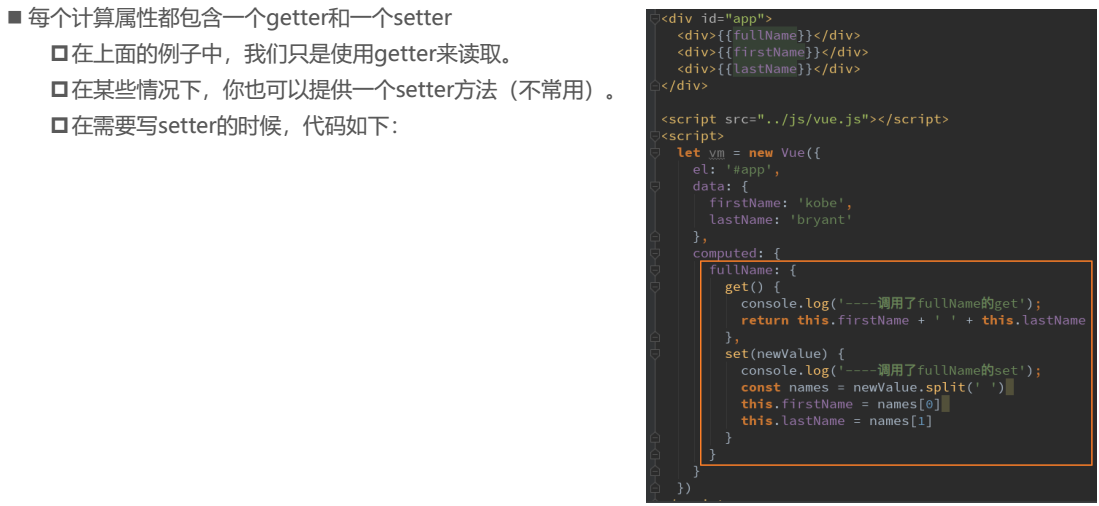 每个计算属性都包含一个getter和一个setter
在上面的例子中，我们只是使用getter来读取。
在某些情况下，你也可以提供一个setter方法（不常用）。
在需要写setter的时候，代码如下：
<div id="app">
  <div>{{fullName}}</div>
  <div>{{firstName}}</div>
  <div>{{lastName}}</div>
</div>

<script src="../js/vue.js"></script>
<script>
  let vm = new Vue({
    el: '#app',
    data: {
      firstName: 'kobe',
      lastName: 'bryant'
    },
    computed: {
      fullName: {
        get() {
          console.log('----调用了fullName的get');
          return this.firstName + ' ' + this.lastName
        },
        set(newValue) {
          console.log('----调用了fullName的set');
          const names = newValue.split(' ')
          this.firstName = names[0]
          this.lastName = names[1]
        }
      }
    }
  })